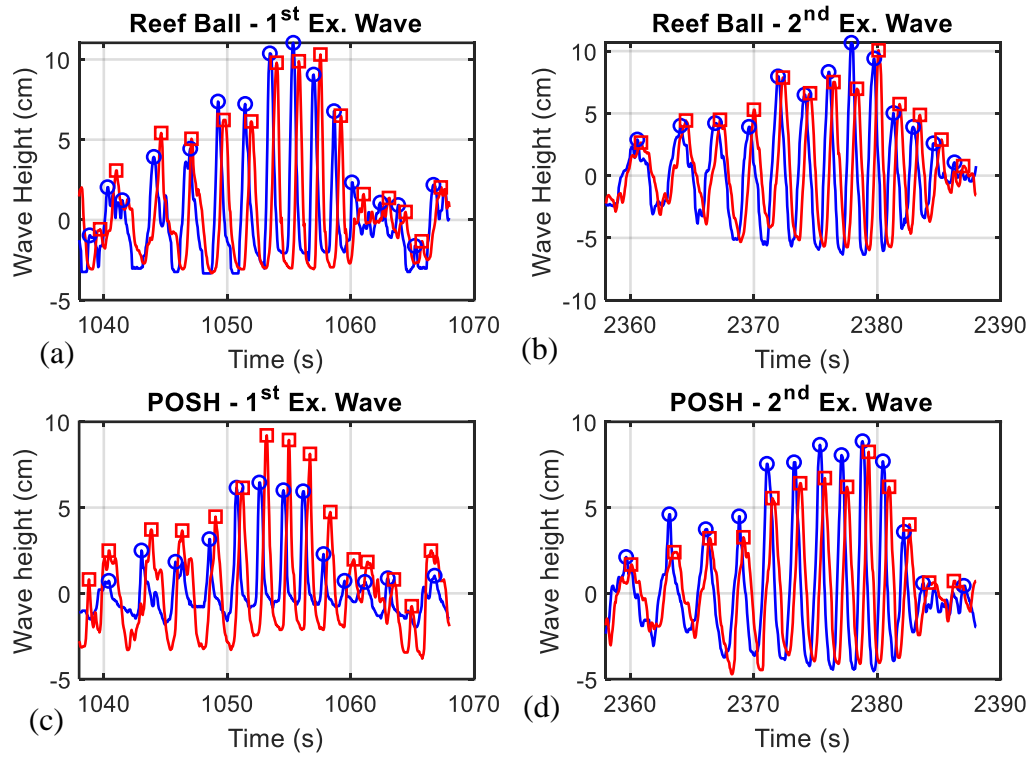 Reef Ball - 1st Ex. Wave
Wave Height (cm)
10
5
0
-5
1040
1050
1060
1070
Time (s)
(a)
Reef Ball - 2nd Ex. Wave
Wave Height (cm)
10
5
0
-5
-10
2360
2370
2380
2390
Time (s)
(b)
POSH - 1st Ex. Wave
Wave height (cm)
10
5
0
-5
1040
1050
1060
1070
Time (s)
(c)
POSH - 2nd Ex. Wave
Wave height (cm)
10
5
0
-5
2360
2370
2380
2390
Time (s)
(d)